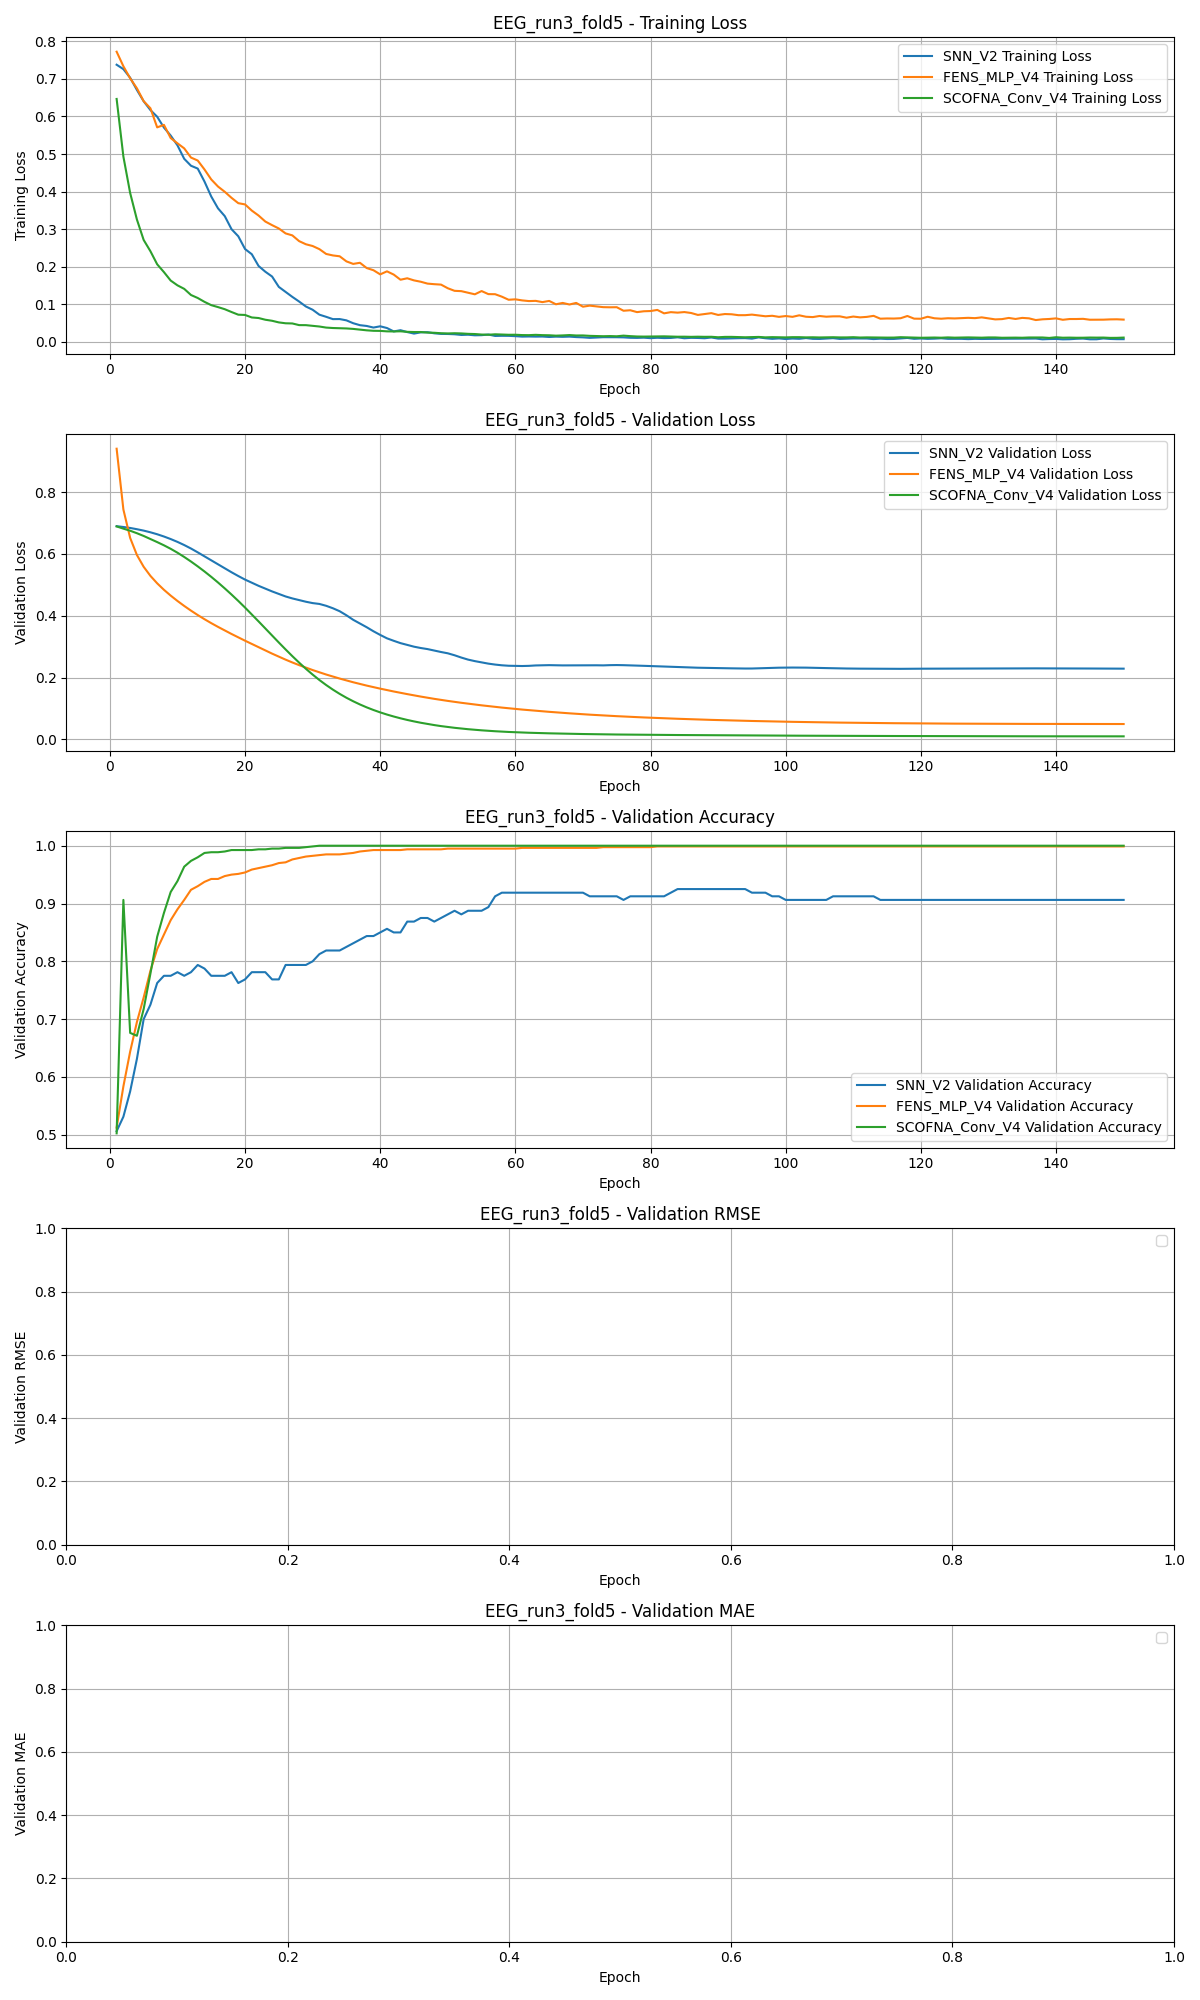 EEG_run3_fold5 - Training Loss
SNN_V2 Training Loss
FENS_MLP_V4 Training Loss
SCOFNA_Conv_V4 Training Loss
Training Loss
0.8
0.7
0.6
0.5
0.4
0.3
0.2
0.1
0.0
0 20 40 60 80 100 120 140
Epoch
EEG_run3_fold5 - Validation Loss
SNN_V2 Validation Loss
FENS_MLP_V4 Validation Loss
SCOFNA_Conv_V4 Validation Loss
Validation Loss
0.8
0.6
0.4
0.2
0.0
0 20 40 60 80 100 120 140
Epoch
EEG_run3_fold5 - Validation Accuracy
Validation Accuracy
1.0
0.9
0.8
0.7
0.6
0.5
SNN_V2 Validation Accuracy
FENS_MLP_V4 Validation Accuracy
SCOFNA_Conv_V4 Validation Accuracy
0 20 40 60 80 100 120 140
Epoch
EEG_run3_fold5 - Validation RMSE
Validation RMSE
1.0
0.8
0.6
0.4
0.2
0.0
0.0 0.2 0.4 0.6 0.8 1.0
Epoch
EEG_run3_fold5 - Validation MAE
Validation MAE
1.0
0.8
0.6
0.4
0.2
0.0
0.0 0.2 0.4 0.6 0.8 1.0
Epoch